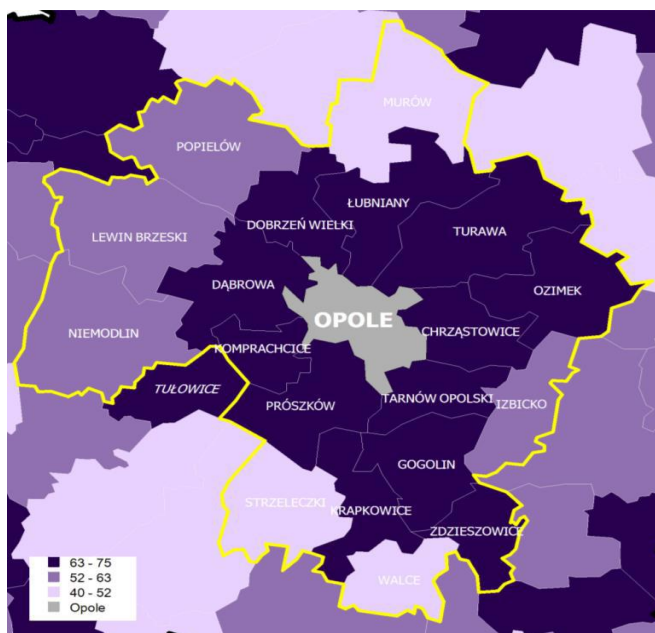 MURÓW
POPIELÓW
ŁUBNIANY
DOBRZEŃ WIELKI
TURAWA
LEWIN BRZESKI
DĄBROWA
OZIMEK
OPOLE
CHRZĄSTOWICE
NIEMODLIN
KOMPRACHCICE
TUŁOWICE
TARNÓW OPOLSKI
IZBICKO
PRÓSZKÓW
GOGOLIN
STRZELECZKI
KRAPKOWICE
ZDZIESZOWICE
WALCE
63 - 75
52 - 63
40 - 52
Opole